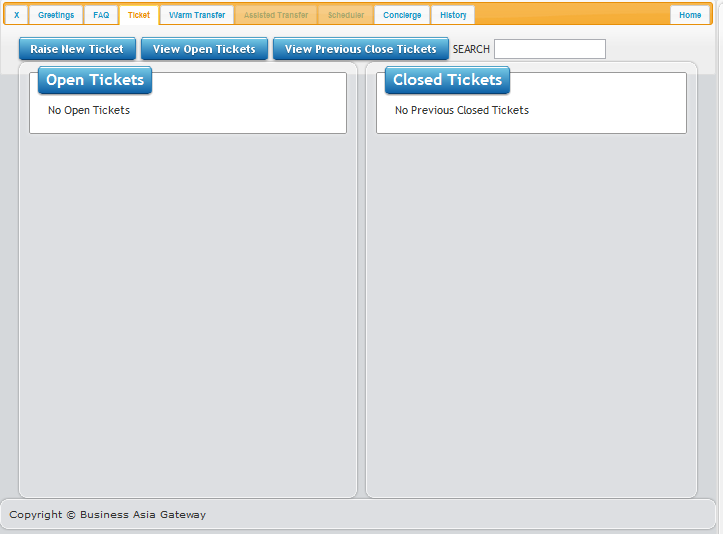 X Greetings FAQ Ticket Warm Transfer Assisted Transfer Scheduler Concierge History Home
Raise New Ticket View Open Tickets View Previous Close Tickets SEARCH
Open Tickets
No Open Tickets
Closed Tickets
No Previous Closed Tickets
Copyright © Business Asia Gateway